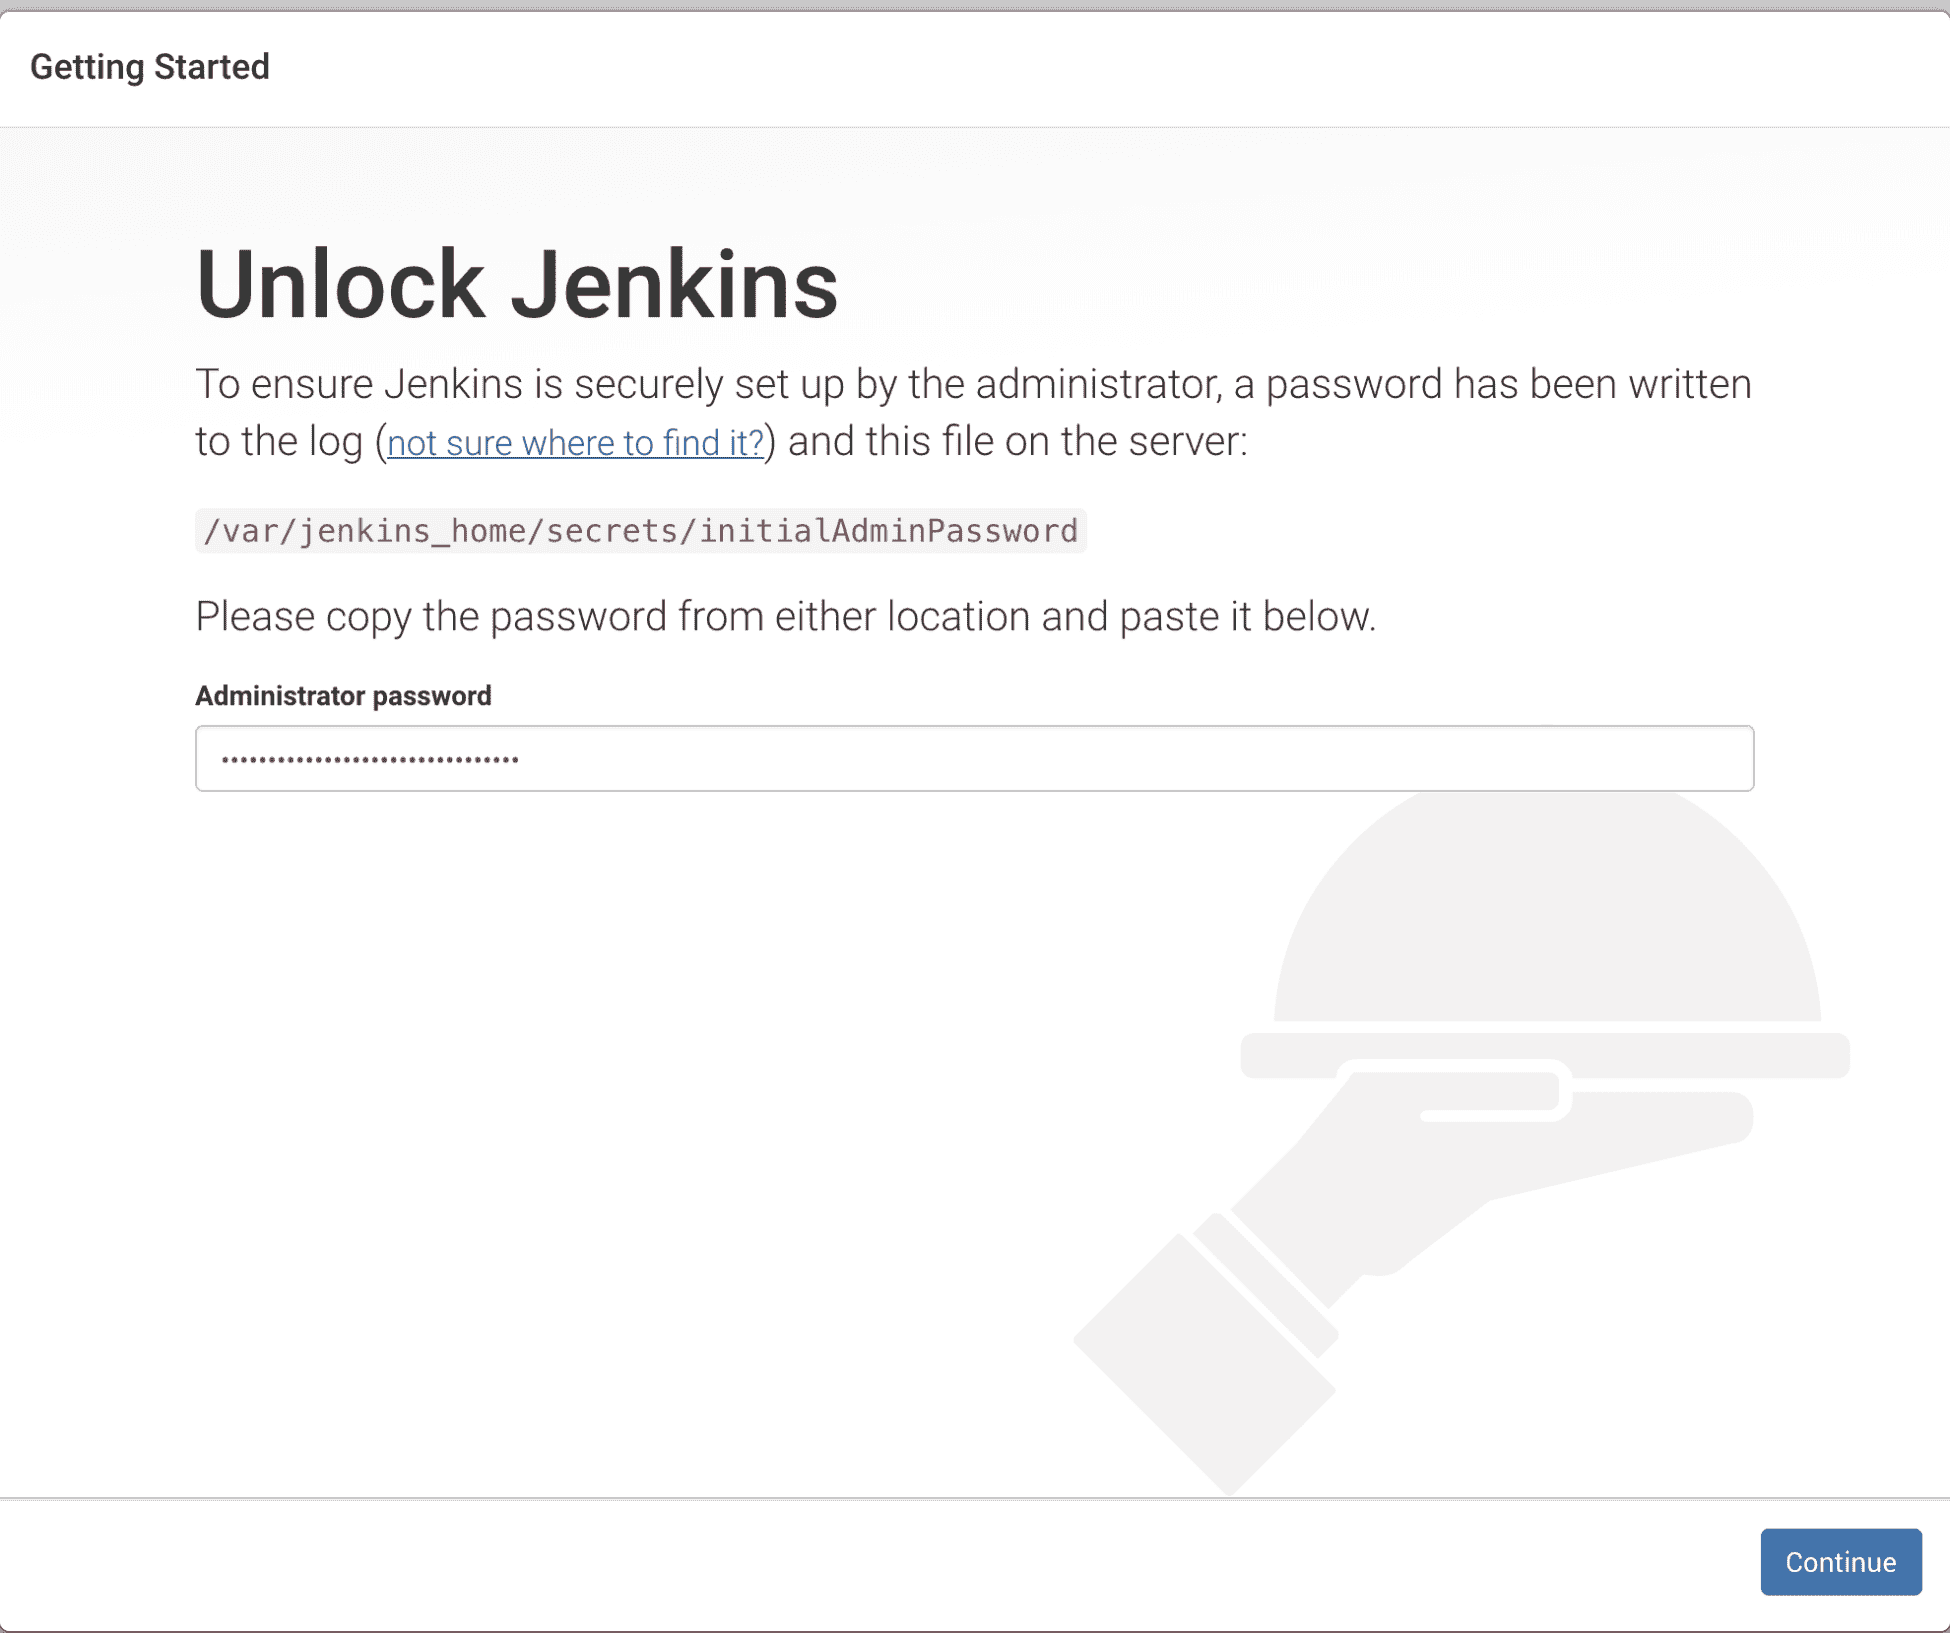 Getting Started
Unlock Jenkins
To ensure Jenkins is securely set up by the administrator, a password has been written
to the log (not sure where to find it?) and this file on the server:
/var/jenkins_home/secrets/initialAdminPassword
Please copy the password from either location and paste it below.
Administrator password
••••••••••••••••••••••••••••••••
Continue